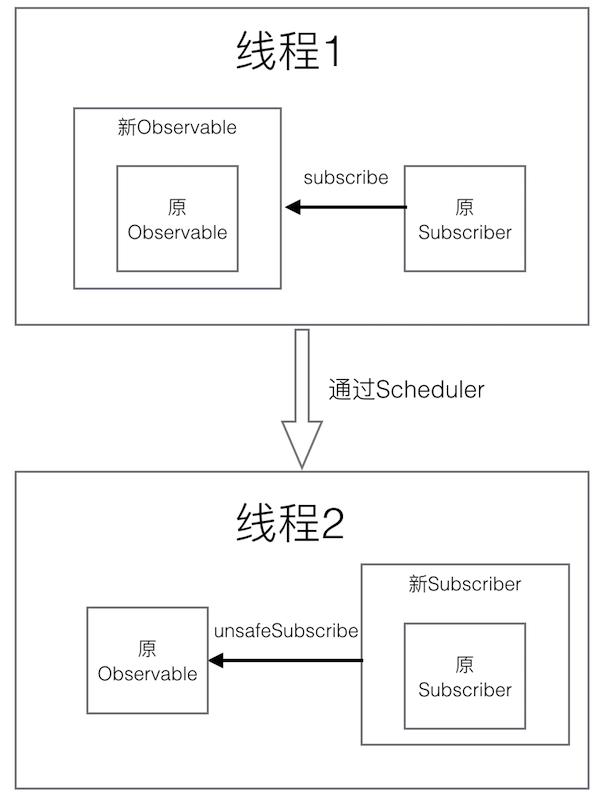 线程1
新Observable
subscribe
原
Observable
原
Subscriber
通过Scheduler
线程2
新Subscriber
unsafeSubscribe
原
Observable
原
Subscriber